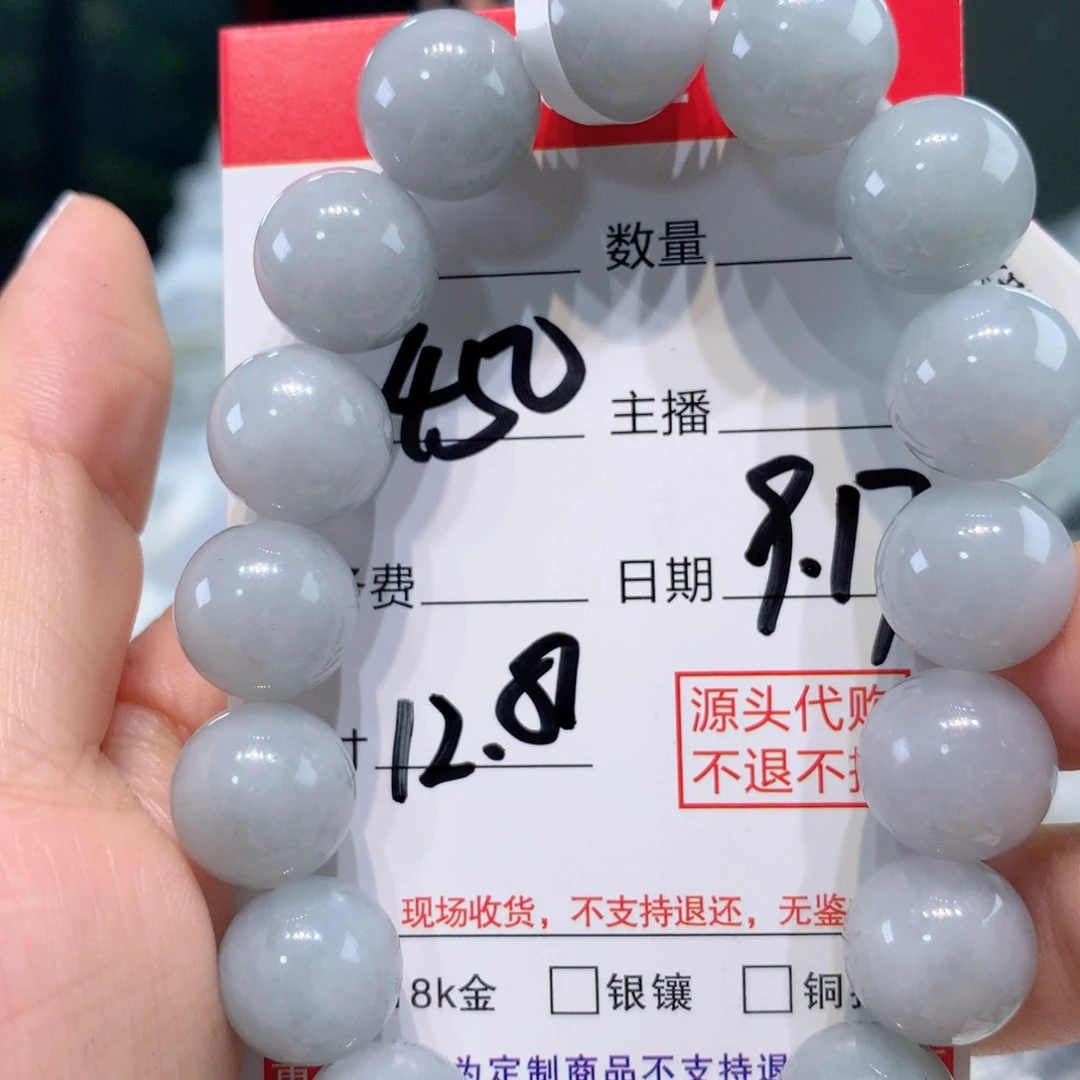 数量
450 主播
费 日期 9.17
12.8
源头代购
不退不
现场收货，不支持退还，无鉴
18k金 银镶 铜
为定制商品不支持退